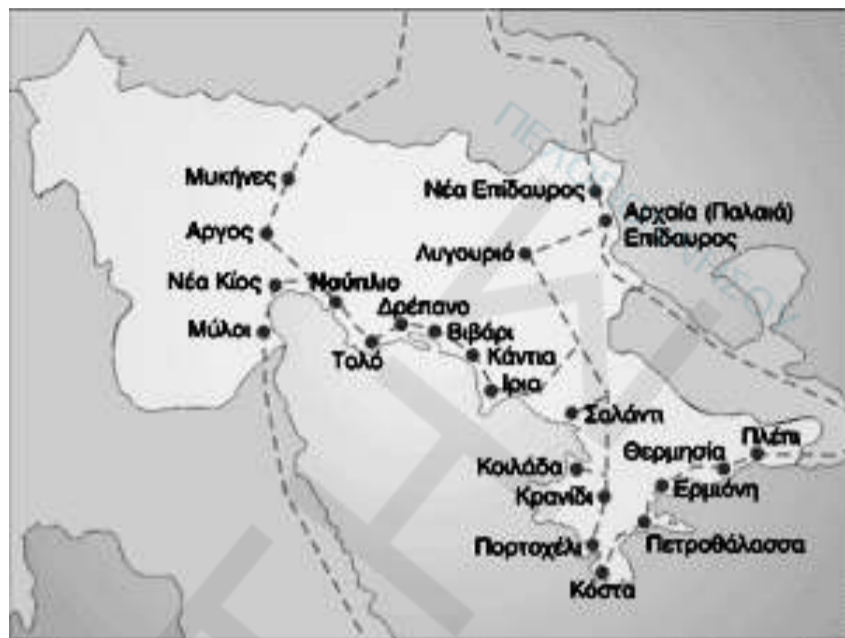 Μυκήνες
Νέα Επίδαυρος
Αρχαία (Παλαιά)
Επίδαυρος
Αργος
Λυγουριό
Νέα Κίος
Ναύπλιο
Δρέπανο
Μύλοι
Βιβάρι
Τολό
Κάντια
Ιρια
Σαλάντι
Πλέπι
Θερμησία
Κοιλάδα
Ερμιόνη
Κρανίδι
Πορτοχέλι
Πετροθάλασσα
Κόστα